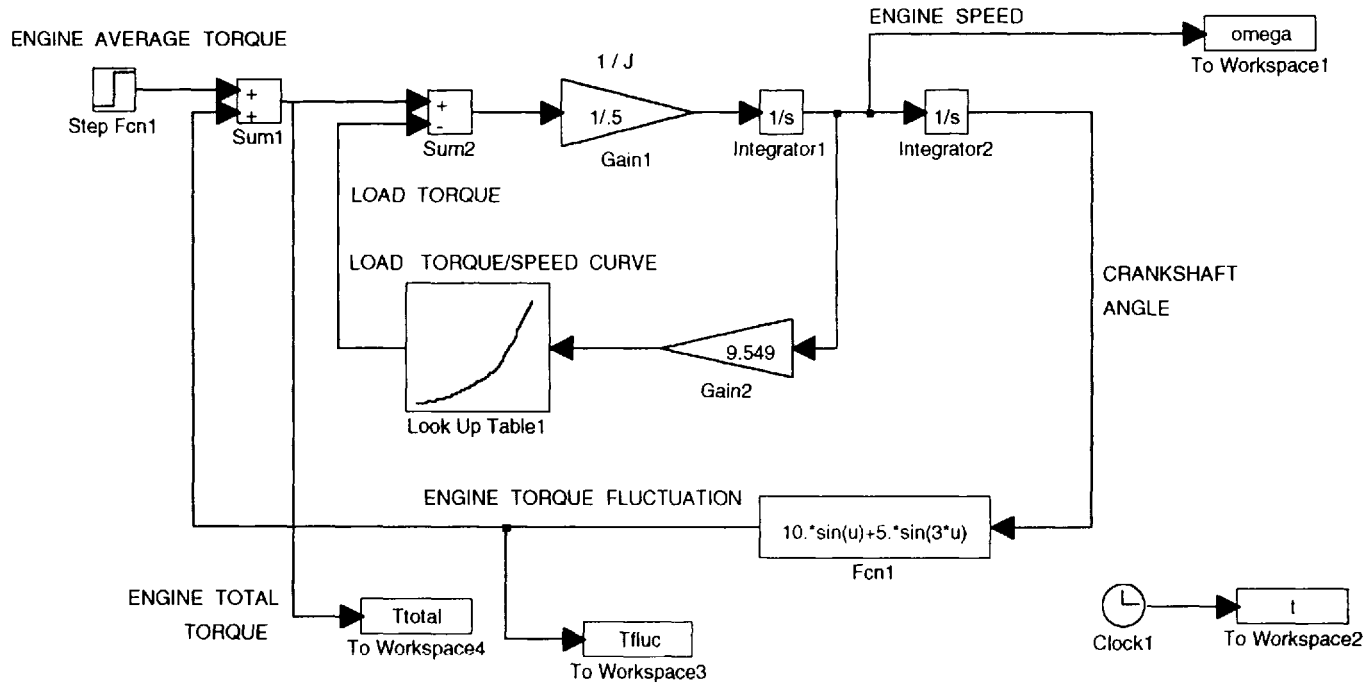 ENGINE SPEED
omega
To Workspace1
ENGINE AVERAGE TORQUE
Step Fcn1
+
+
Sum1
+
-
Sum2
1 / J
1/.5
Gain1
1/s
Integrator1
1/s
Integrator2
LOAD TORQUE
LOAD TORQUE/SPEED CURVE
Look Up Table1
9.549
Gain2
CRANKSHAFT
ANGLE
ENGINE TORQUE FLUCTUATION
10.*sin(u)+5.*sin(3*u)
Fcn1
ENGINE TOTAL
TORQUE
Ttotal
To Workspace4
Tfluc
To Workspace3
Clock1
t
To Workspace2